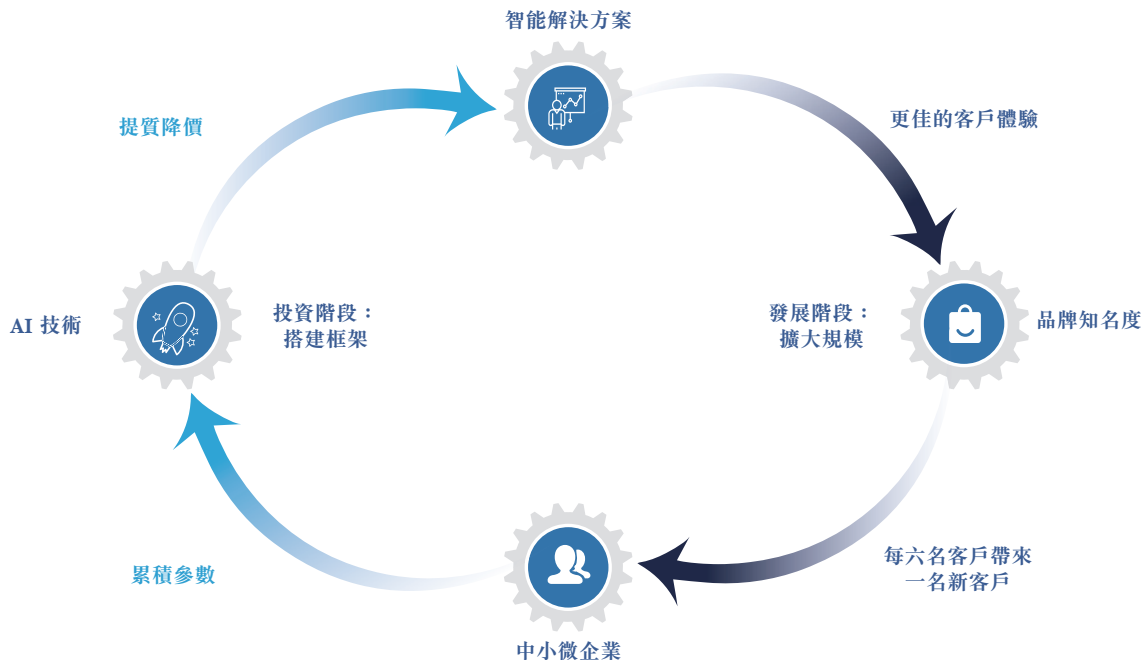 智能解決方案
提質降價
更佳的客戶體驗
AI 技術
投資階段：
搭建框架
發展階段：
擴大規模
品牌知名度
累積參數
每六名客戶帶來
一名新客戶
中小微企業